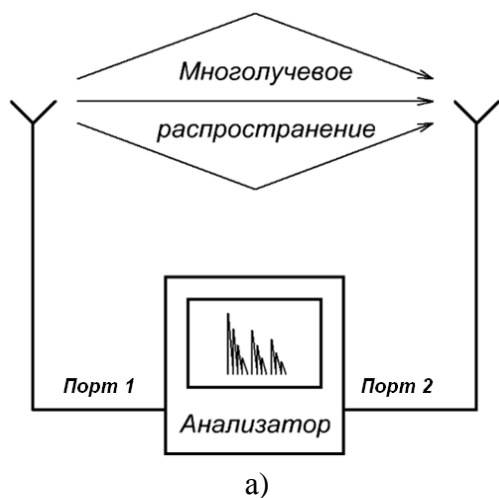 Многолучевое
распространение
Порт 1
Порт 2
Анализатор
а)